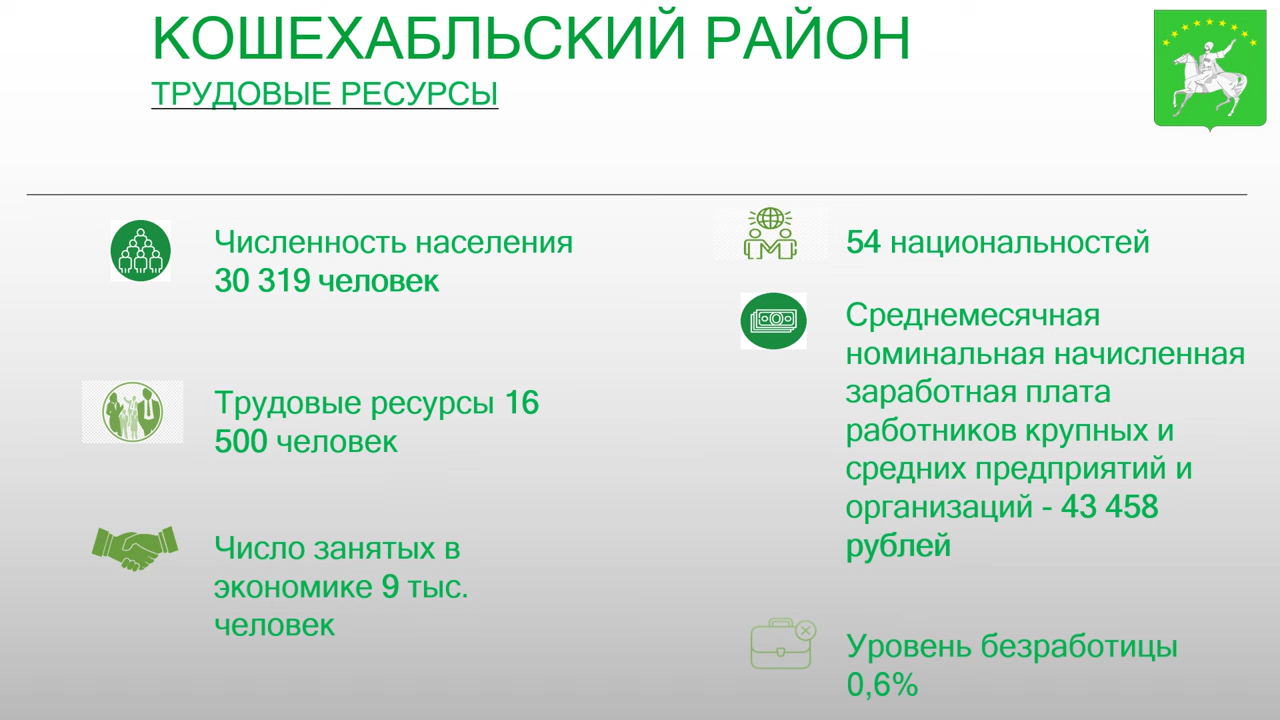 КОШЕХАБЛЬСКИЙ РАЙОН
ТРУДОВЫЕ РЕСУРСЫ
Численность населения
30 319 человек
Трудовые ресурсы 16
500 человек
Число занятых в
экономике 9 тыс.
человек
54 национальностей
Среднемесячная
номинальная начисленная
заработная плата
работников крупных и
средних предприятий и
организаций - 43 458
рублей
Уровень безработицы
0,6%